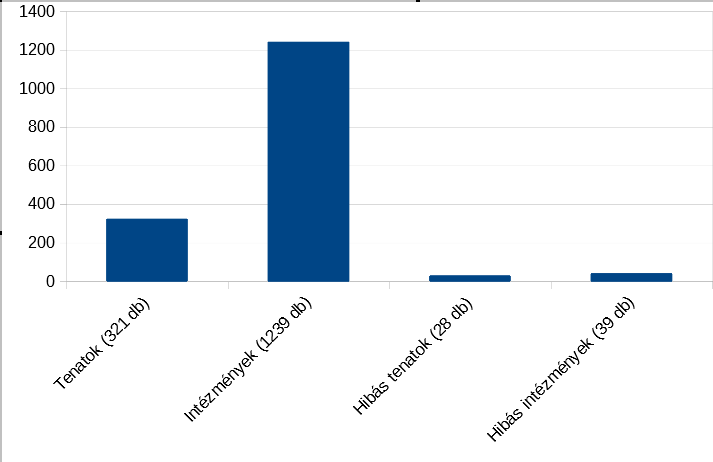 1400
1200
1000
800
600
400
200
0
Tenatok (321 db)
Intézmények (1239 db)
Hibás tenatok (28 db)
Hibás intézmények (39 db)